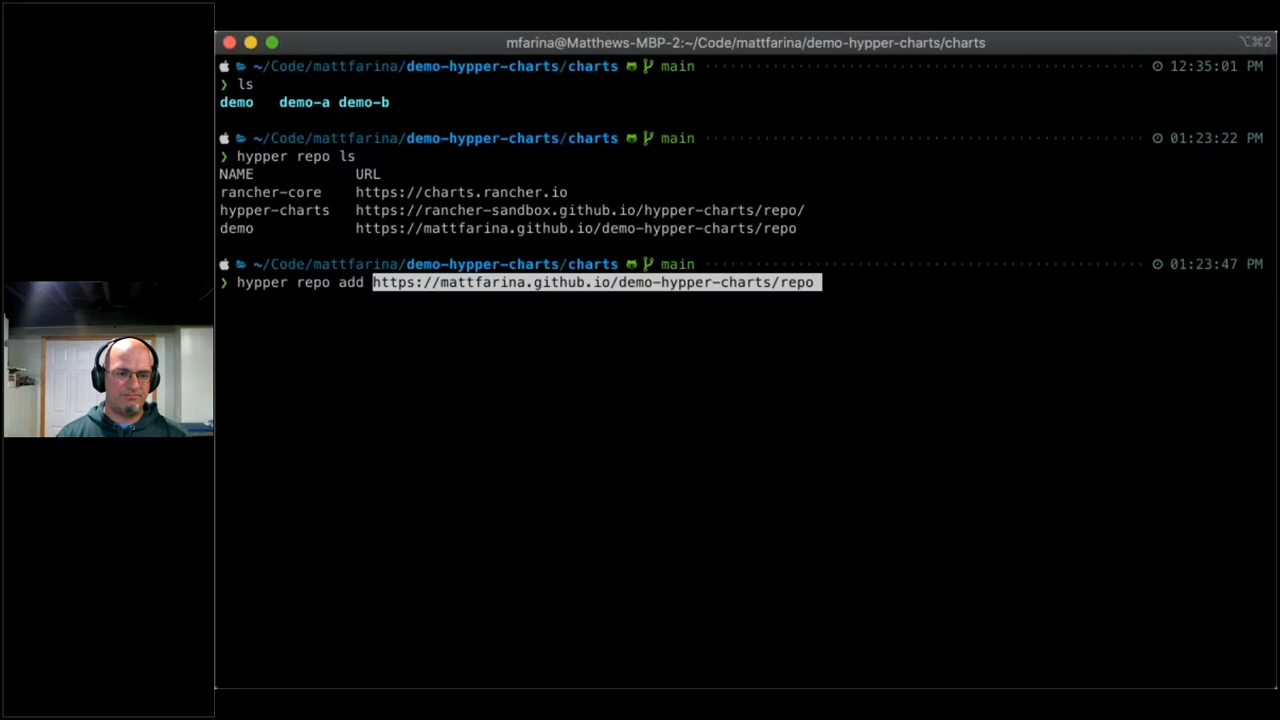 mfarina@Matthews-MBP-2:~/Code/mattfarina/demo-hypper-charts/charts ⌥⌘2
~/Code/mattfarina/demo-hypper-charts/charts main 12:35:01 PM
❯ ls
demo demo-a demo-b
~/Code/mattfarina/demo-hypper-charts/charts main 01:23:22 PM
❯ hypper repo ls
NAME URL
rancher-core https://charts.rancher.io
hypper-charts https://rancher-sandbox.github.io/hypper-charts/repo/
demo https://mattfarina.github.io/demo-hypper-charts/repo
~/Code/mattfarina/demo-hypper-charts/charts main 01:23:47 PM
❯ hypper repo add https://mattfarina.github.io/demo-hypper-charts/repo